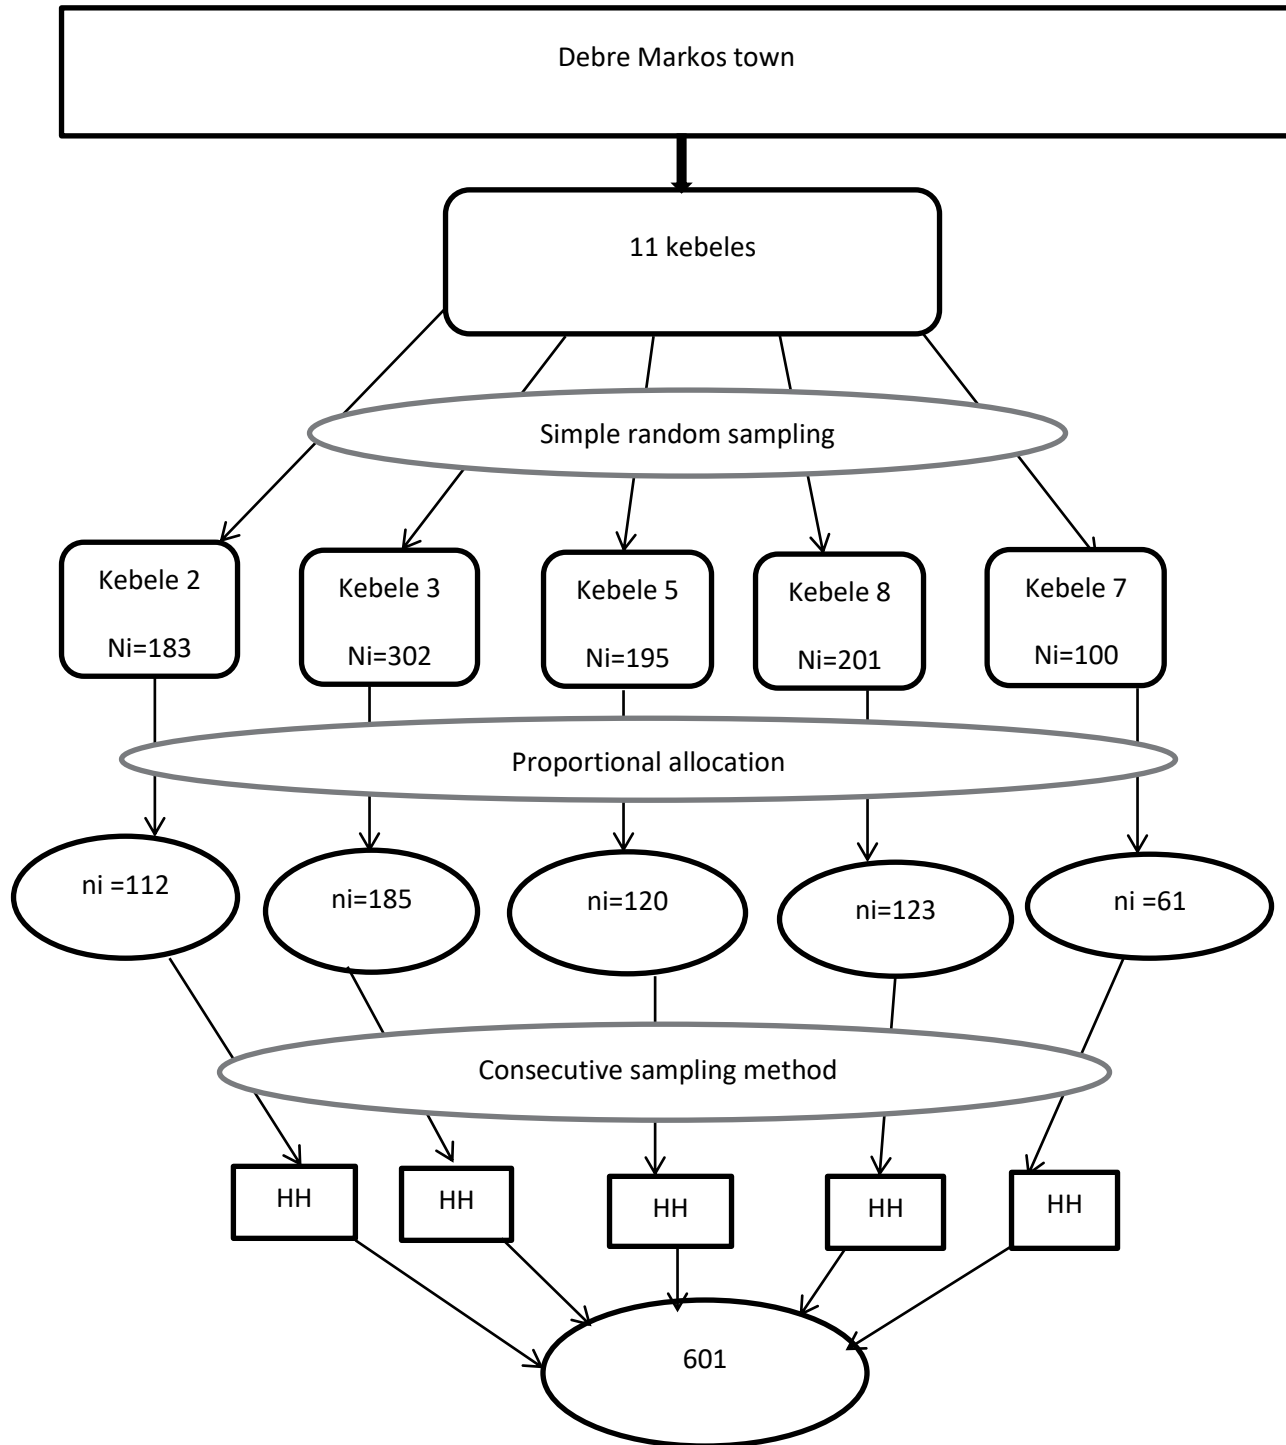 Debre Markos town
11 kebeles
Simple random sampling
Kebele 2
Ni=183
Kebele 3
Ni=302
Kebele 5
Ni=195
Kebele 8
Ni=201
Kebele 7
Ni=100
Proportional allocation
ni =112
ni=185
ni=120
ni=123
ni =61
Consecutive sampling method
HH
HH
HH
HH
HH
601